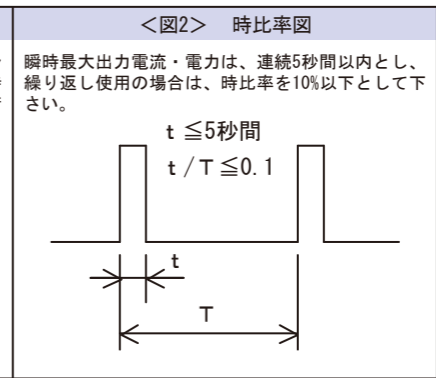 <図2> 時比率図
瞬時最大出力電流・電力は、連続5秒間以内とし、
繰り返し使用の場合は、時比率を10%以下として下
さい。
t ≦5秒間
t /T ≦0.1
t
T